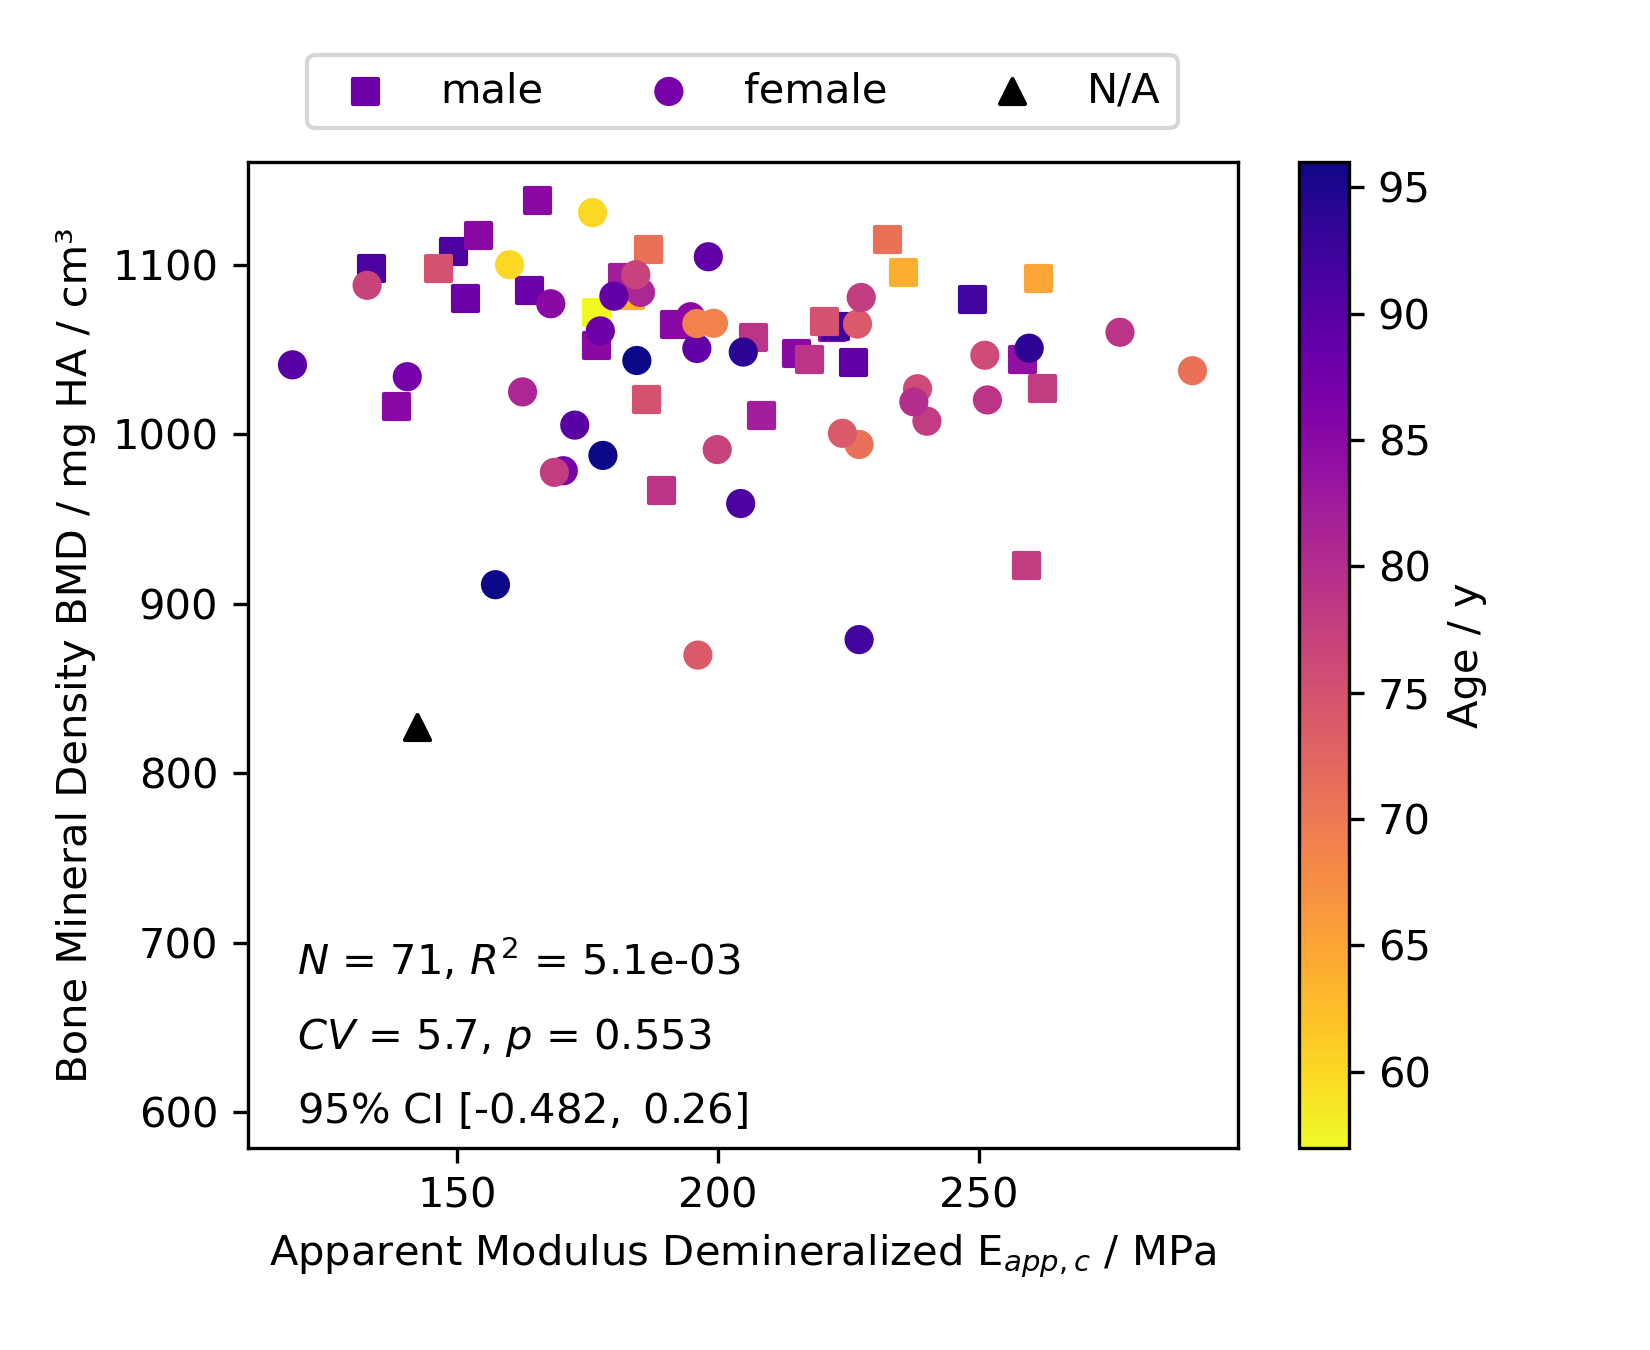 male female N/A
1100
1000
900
800
700
600
Bone Mineral Density BMD / mg HA / cm³
N = 71, R² = 5.1e-03
CV = 5.7, p = 0.553
95% CI [-0.482, 0.26]
150 200 250
Apparent Modulus Demineralized E_app,c / MPa
95
90
85
80
75
70
65
60
Age / y